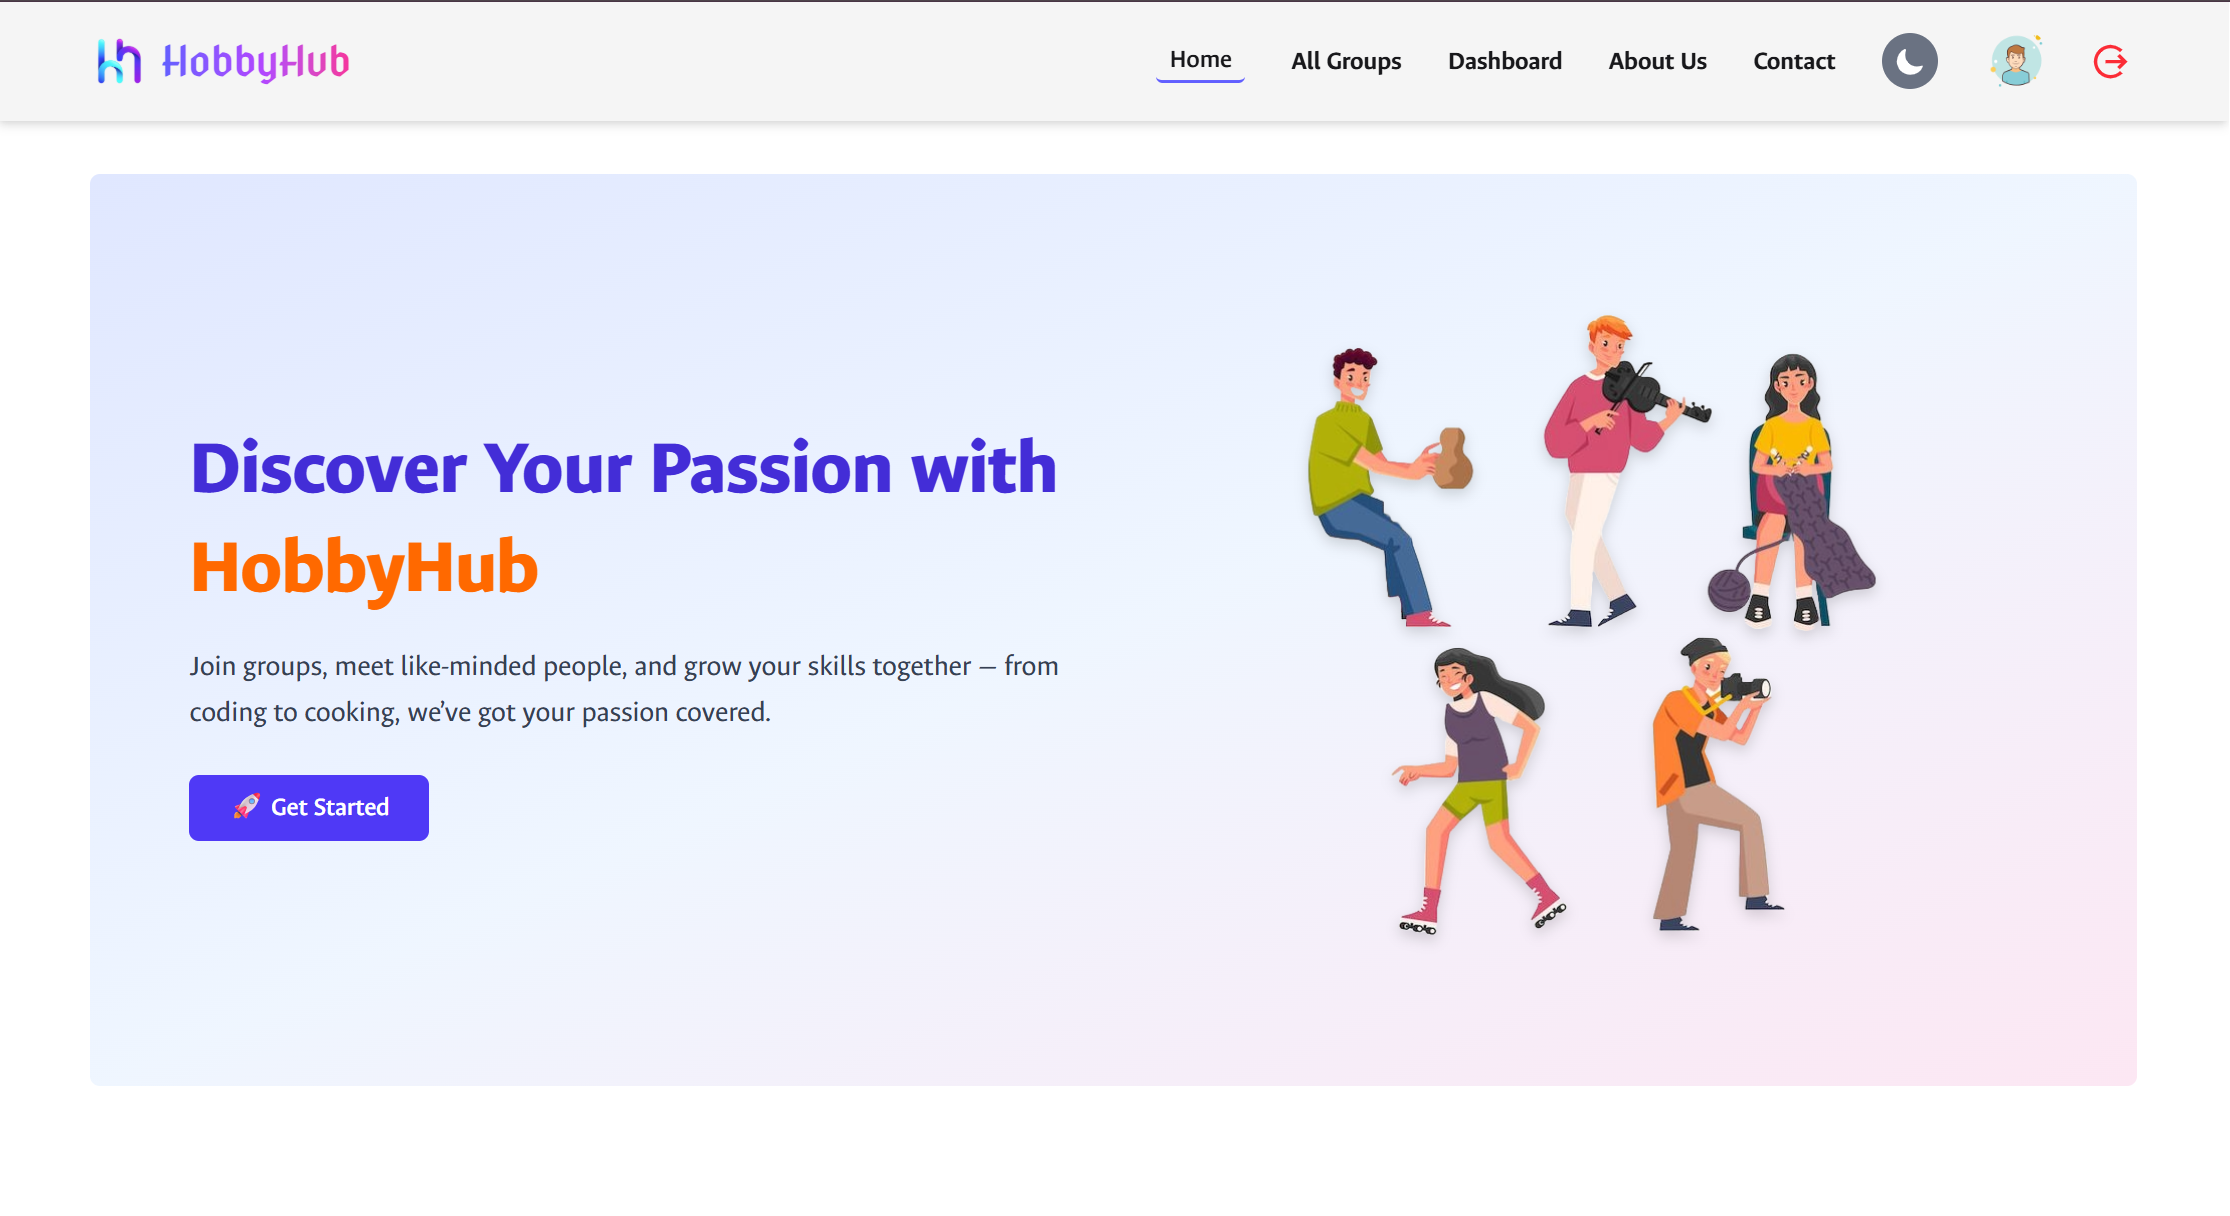 HobbyHub
Home
All Groups
Dashboard
About Us
Contact
Discover Your Passion with
HobbyHub
Join groups, meet like-minded people, and grow your skills together – from
coding to cooking, we’ve got your passion covered.
🚀 Get Started